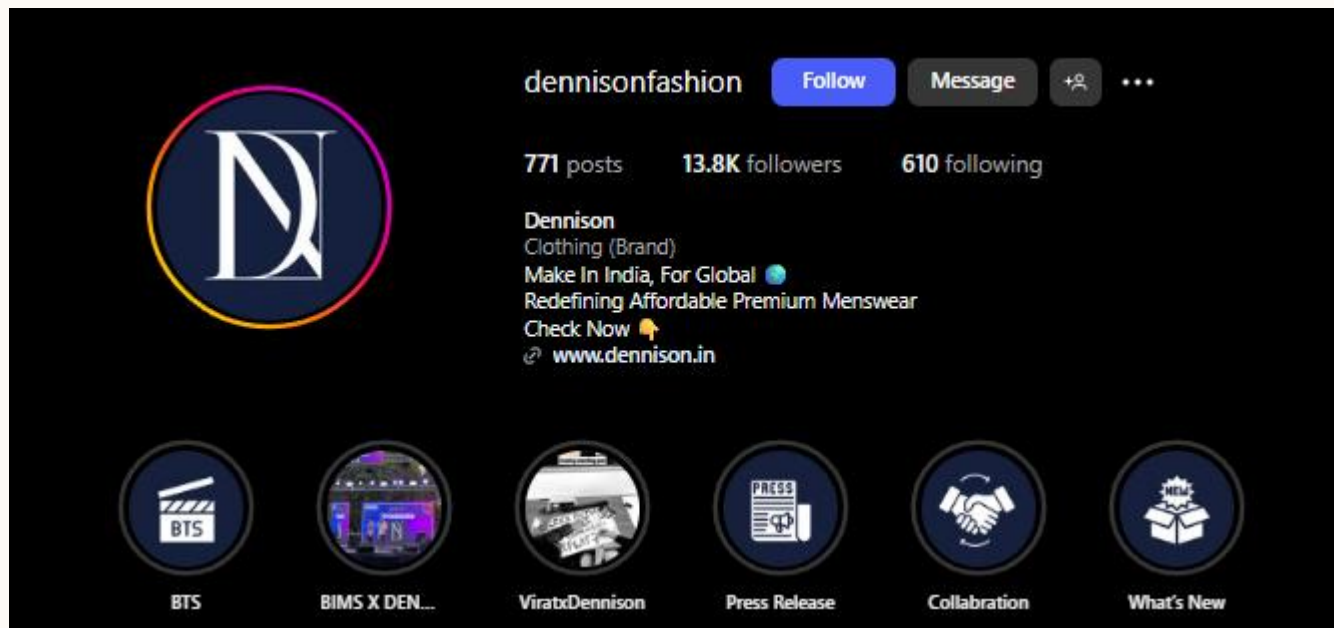 dennisonfashion Follow Message
771 posts 13.8K followers 610 following
Dennison
Clothing (Brand)
Make In India, For Global 🌏
Redefining Affordable Premium Menswear
Check Now 👇
www.dennison.in
DN
PRESS
NEW
BTS
BTS
BIMS X DEN...
ViratxDennison
Press Release
Collabration
What's New